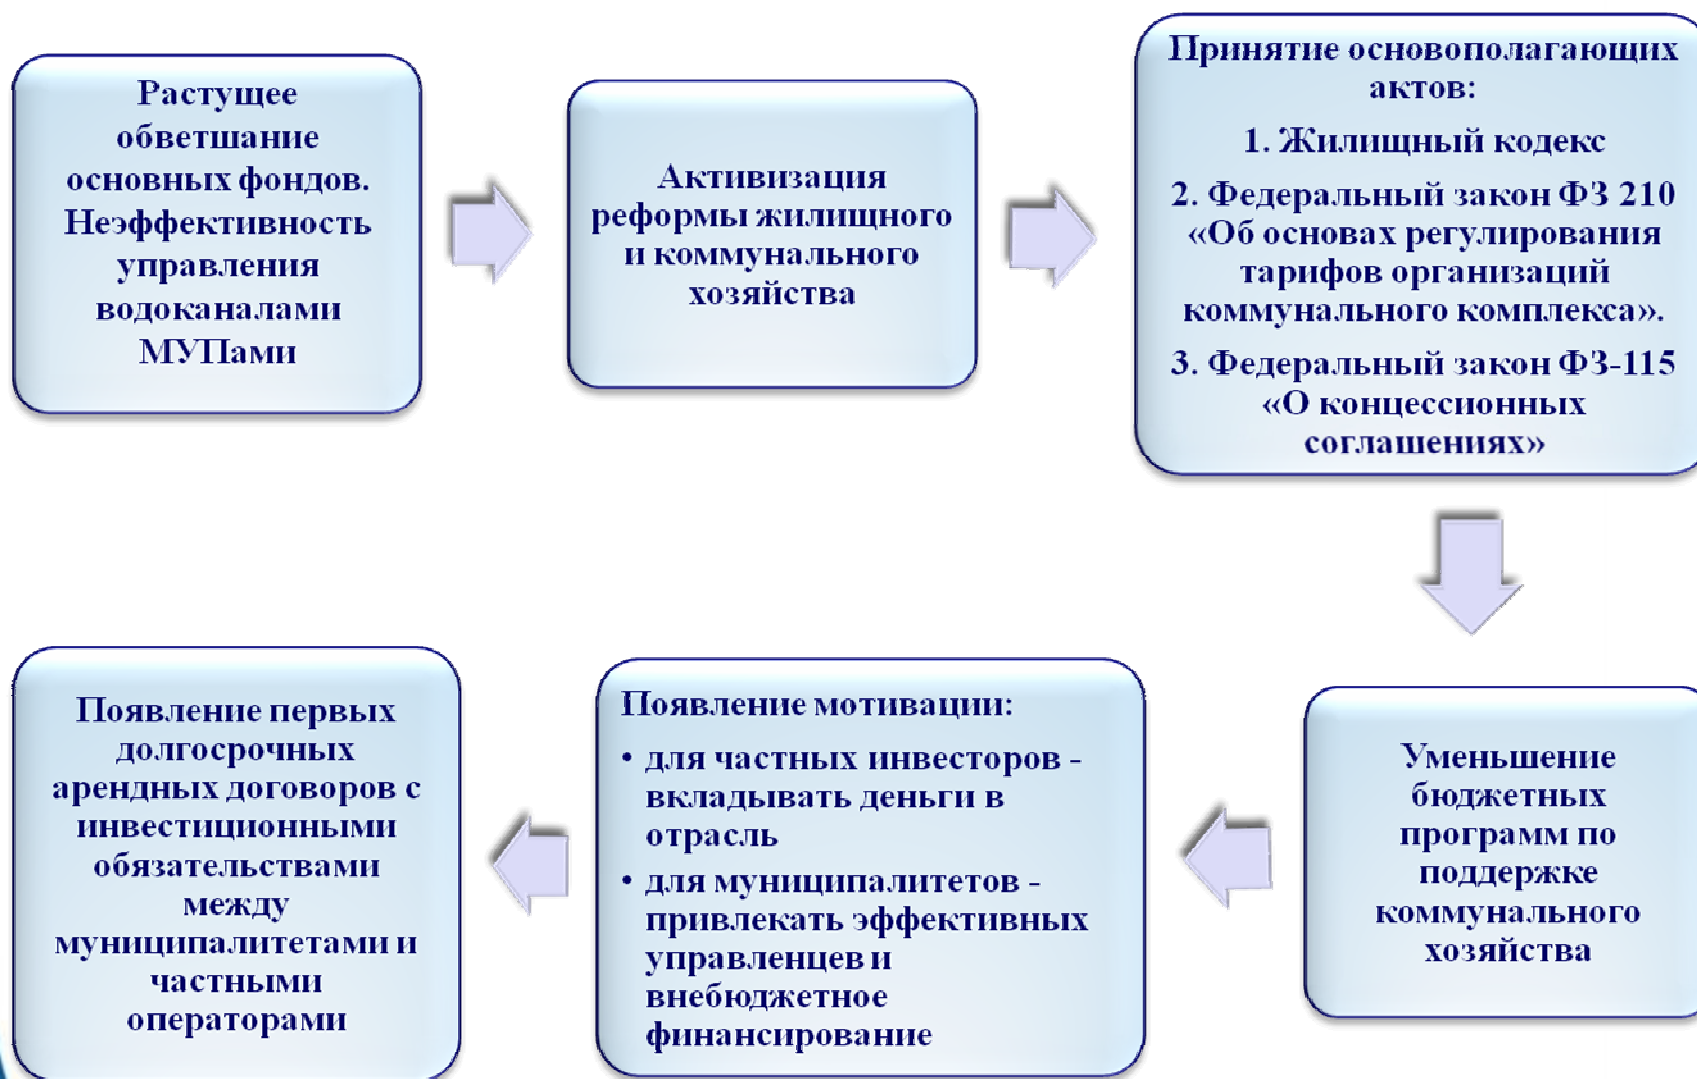 Растущее
обветшание
основных фондов.
Неэффективность
управления
водоканалами
МУПами
Активизация
реформы жилищного
и коммунального
хозяйства
Принятие основополагающих
актов:
1. Жилищный кодекс
2. Федеральный закон ФЗ 210
«Об основах регулирования
тарифов организаций
коммунального комплекса».
3. Федеральный закон ФЗ-115
«О концессионных
соглашениях»
Уменьшение
бюджетных
программ по
поддержке
коммунального
хозяйства
Появление мотивации:
• для частных инвесторов -
вкладывать деньги в
отрасль
• для муниципалитетов -
привлекать эффективных
управленцев и
внебюджетное
финансирование
Появление первых
долгосрочных
арендных договоров с
инвестиционными
обязательствами
между
муниципалитетами и
частными
операторами